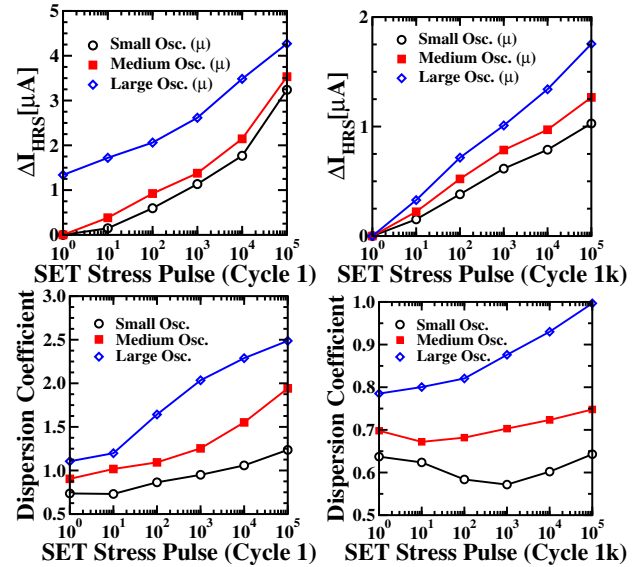 ΔI_HRS[μA]
5
4
3
2
1
0
Small Osc. (μ)
Medium Osc. (μ)
Large Osc. (μ)
10^0 10^1 10^2 10^3 10^4 10^5
SET Stress Pulse (Cycle 1)
ΔI_HRS[μA]
2
1
0
Small Osc. (μ)
Medium Osc. (μ)
Large Osc. (μ)
10^0 10^1 10^2 10^3 10^4 10^5
SET Stress Pulse (Cycle 1k)
Dispersion Coefficient
3.0
2.5
2.0
1.5
1.0
0.5
Small Osc.
Medium Osc.
Large Osc.
10^0 10^1 10^2 10^3 10^4 10^5
SET Stress Pulse (Cycle 1)
Dispersion Coefficient
1.0
0.9
0.8
0.7
0.6
0.5
Small Osc.
Medium Osc.
Large Osc.
10^0 10^1 10^2 10^3 10^4 10^5
SET Stress Pulse (Cycle 1k)